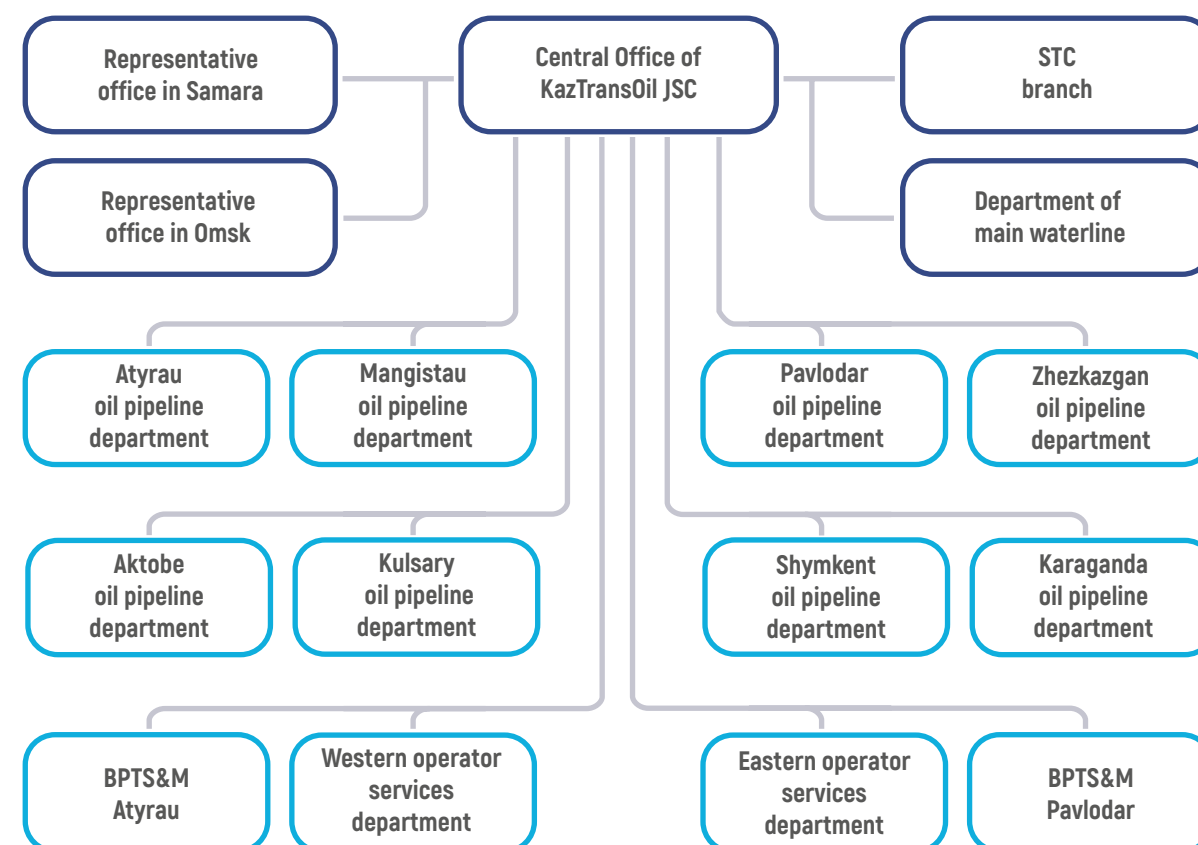 Representative
office in Samara
Central Office of
KazTransOil JSC
STC
branch
Representative
office in Omsk
Department of
main waterline
Atyrau
oil pipeline
department
Mangistau
oil pipeline
department
Pavlodar
oil pipeline
department
Zhezkazgan
oil pipeline
department
Aktobe
oil pipeline
department
Kulsary
oil pipeline
department
Shymkent
oil pipeline
department
Karaganda
oil pipeline
department
BPTS&M
Atyrau
Western operator
services
department
Eastern operator
services
department
BPTS&M
Pavlodar